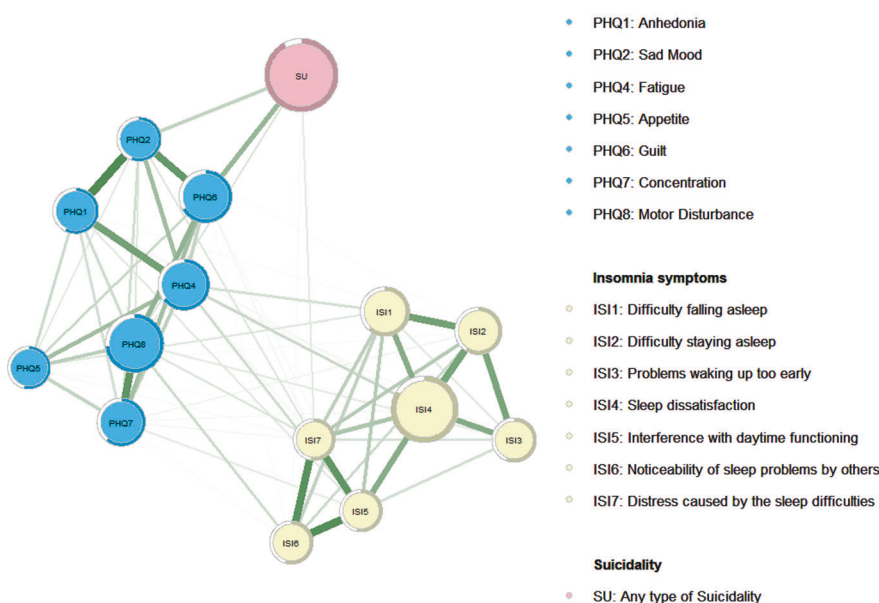 SU
PHQ2
PHQ6
PHQ1
PHQ4
ISI1
ISI2
PHQ8
PHQ5
PHQ7
ISI4
ISI7
ISI3
ISI5
ISI6
PHQ1: Anhedonia
PHQ2: Sad Mood
PHQ4: Fatigue
PHQ5: Appetite
PHQ6: Guilt
PHQ7: Concentration
PHQ8: Motor Disturbance
Insomnia symptoms
ISI1: Difficulty falling asleep
ISI2: Difficulty staying asleep
ISI3: Problems waking up too early
ISI4: Sleep dissatisfaction
ISI5: Interference with daytime functioning
ISI6: Noticeability of sleep problems by others
ISI7: Distress caused by the sleep difficulties
Suicidality
SU: Any type of Suicidality